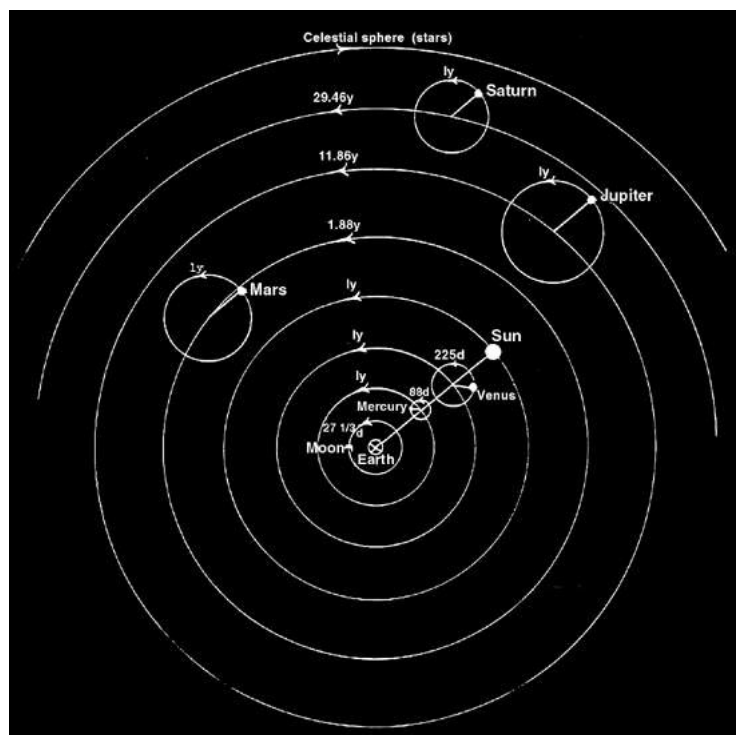 Celestial sphere (stars)
ly
Saturn
29.46y
11.86y
ly
Jupiter
1.88y
ly
Mars
ly
Sun
ly
225d
ly
88d
Venus
Mercury
27 1/3d
Moon
Earth